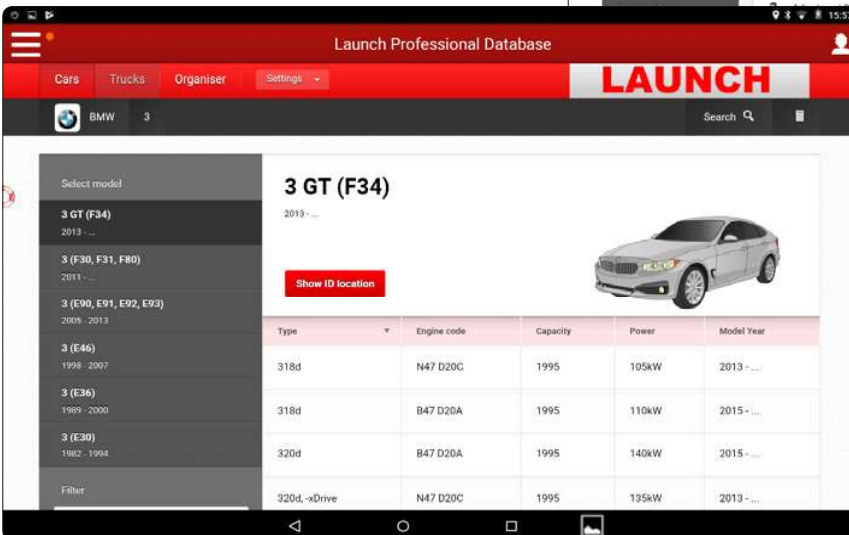 15:57
Launch Professional Database
Cars Trucks Organiser Settings
LAUNCH
BMW 3 Search
Select model
3 GT (F34)
2013 - ...
3 (F30, F31, F80)
2011 - ...
3 (E90, E91, E92, E93)
2005 - 2013
3 (E46)
1998 - 2007
3 (E36)
1989 - 2000
3 (E30)
1982 - 1994
Filter
3 GT (F34)
2013 - ...
Show ID location
Type Engine code Capacity Power Model Year
318d N47 D20C 1995 105kW 2013 - ...
318d B47 D20A 1995 110kW 2015 - ...
320d B47 D20A 1995 140kW 2015 - ...
320d, -xDrive N47 D20C 1995 135kW 2013 - ...